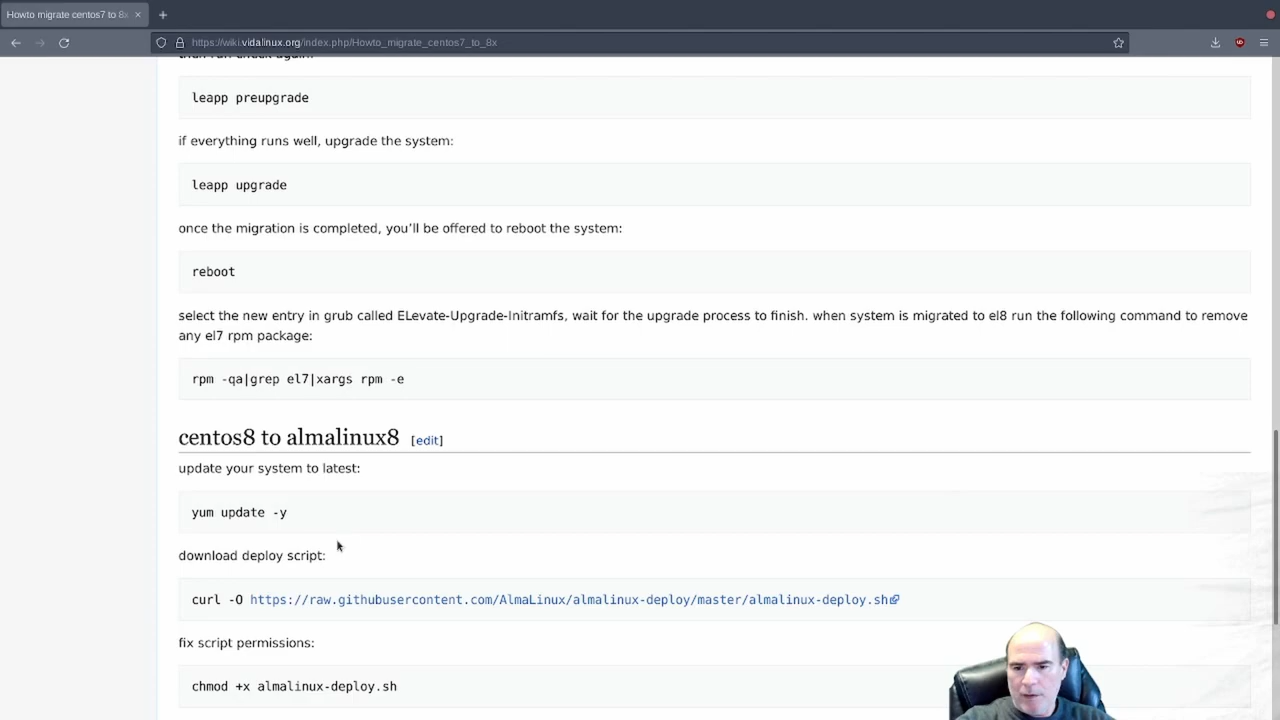 Howto migrate centos7 to 8x
https://wiki.vidalinux.org/index.php/Howto_migrate_centos7_to_8x
then run check again:
leapp preupgrade
if everything runs well, upgrade the system:
leapp upgrade
once the migration is completed, you'll be offered to reboot the system:
reboot
select the new entry in grub called ELevate-Upgrade-Initramfs, wait for the upgrade process to finish. when system is migrated to el8 run the following command to remove
any el7 rpm package:
rpm -qa|grep el7|xargs rpm -e
centos8 to almalinux8 [edit]
update your system to latest:
yum update -y
download deploy script:
curl -O https://raw.githubusercontent.com/AlmaLinux/almalinux-deploy/master/almalinux-deploy.sh
fix script permissions:
chmod +x almalinux-deploy.sh